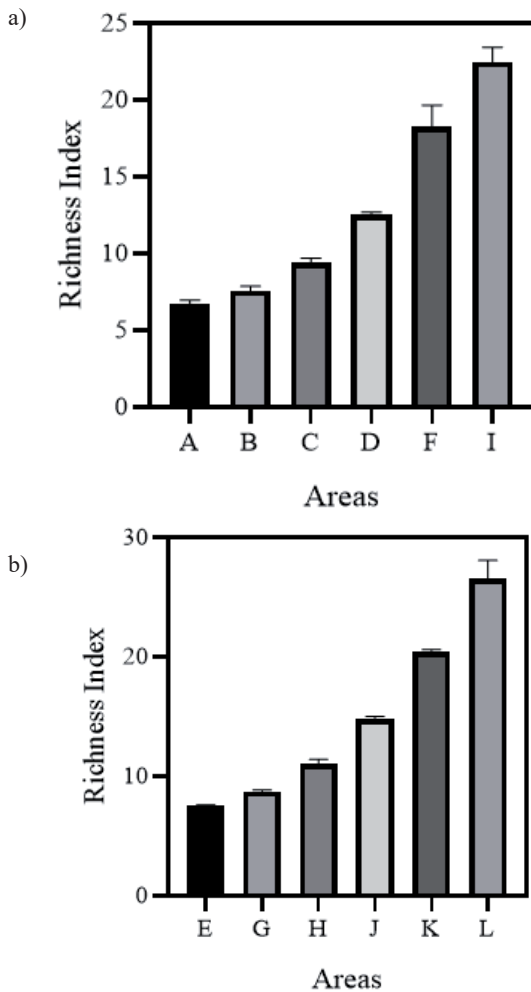 a)
Richness Index
25
20
15
10
5
0
A B C D F I
Areas
b)
Richness Index
30
20
10
0
E G H J K L
Areas